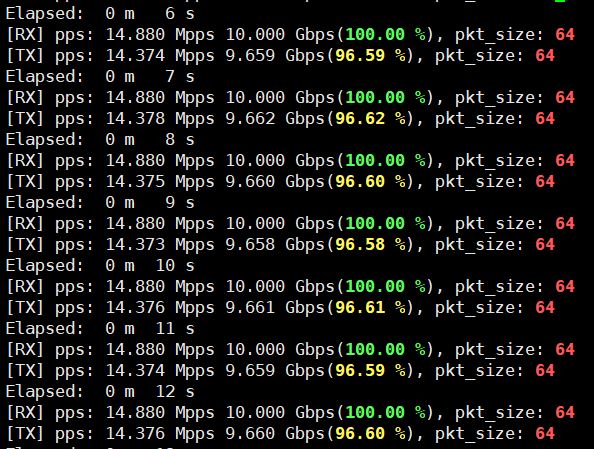 Elapsed:  0 m   6 s
[RX] pps: 14.880 Mpps 10.000 Gbps(100.00 %), pkt_size: 64
[TX] pps: 14.374 Mpps 9.659 Gbps(96.59 %), pkt_size: 64
Elapsed:  0 m   7 s
[RX] pps: 14.880 Mpps 10.000 Gbps(100.00 %), pkt_size: 64
[TX] pps: 14.378 Mpps 9.662 Gbps(96.62 %), pkt_size: 64
Elapsed:  0 m   8 s
[RX] pps: 14.880 Mpps 10.000 Gbps(100.00 %), pkt_size: 64
[TX] pps: 14.375 Mpps 9.660 Gbps(96.60 %), pkt_size: 64
Elapsed:  0 m   9 s
[RX] pps: 14.880 Mpps 10.000 Gbps(100.00 %), pkt_size: 64
[TX] pps: 14.373 Mpps 9.658 Gbps(96.58 %), pkt_size: 64
Elapsed:  0 m  10 s
[RX] pps: 14.880 Mpps 10.000 Gbps(100.00 %), pkt_size: 64
[TX] pps: 14.376 Mpps 9.661 Gbps(96.61 %), pkt_size: 64
Elapsed:  0 m  11 s
[RX] pps: 14.880 Mpps 10.000 Gbps(100.00 %), pkt_size: 64
[TX] pps: 14.374 Mpps 9.659 Gbps(96.59 %), pkt_size: 64
Elapsed:  0 m  12 s
[RX] pps: 14.880 Mpps 10.000 Gbps(100.00 %), pkt_size: 64
[TX] pps: 14.376 Mpps 9.660 Gbps(96.60 %), pkt_size: 64